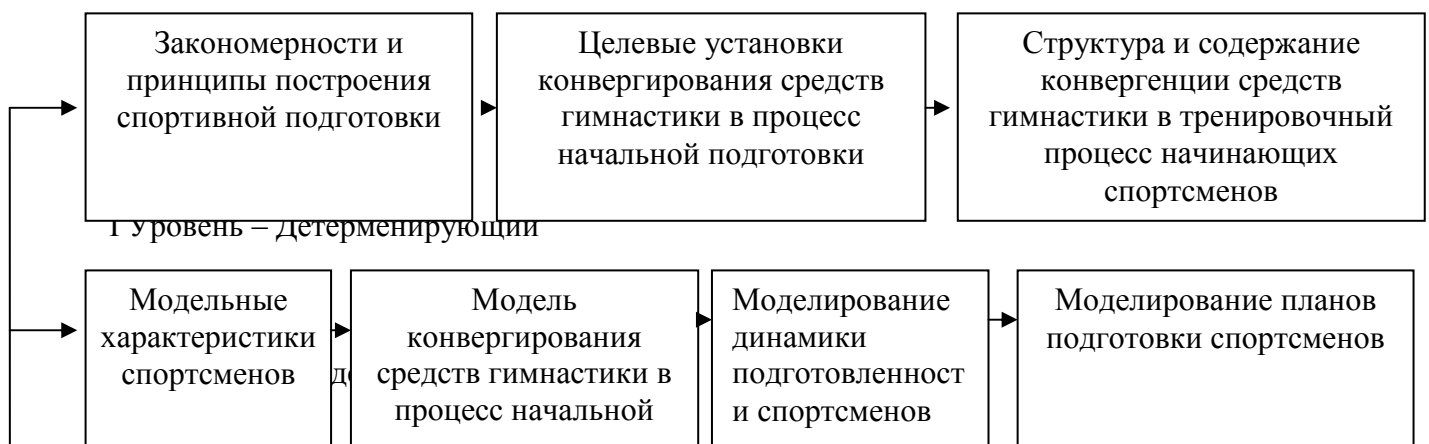 Закономерности и
принципы построения
спортивной подготовки
Целевые установки
конвергирования средств
гимнастики в процесс
начальной подготовки
Структура и содержание
конвергенции средств
гимнастики в тренировочный
процесс начинающих
спортсменов
1 Уровень – Детерменирующий
Модельные
характеристики
спортсменов
Модель
конвергирования
средств гимнастики в
процесс начальной
Моделирование
динамики
подготовленност
и спортсменов
Моделирование планов
подготовки спортсменов